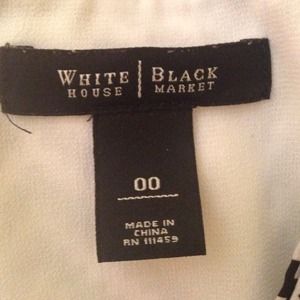 WHITE | BLACK
HOUSE | MARKET
00
MADE IN
CHINA
RN 111459